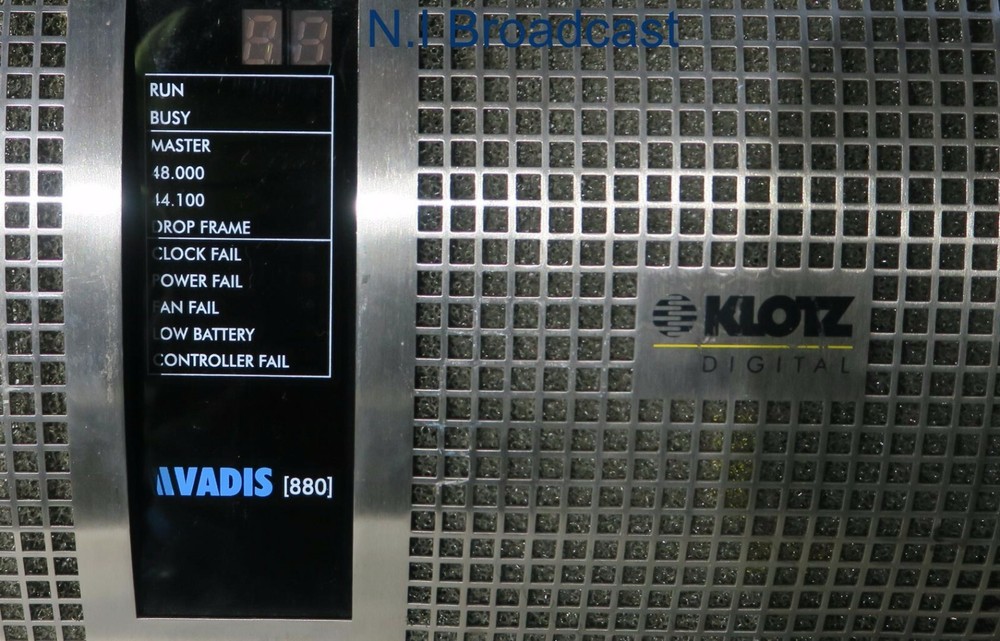 N.I Broadcast
RUN
BUSY
MASTER
48.000
44.100
DROP FRAME
CLOCK FAIL
POWER FAIL
FAN FAIL
LOW BATTERY
CONTROLLER FAIL
VADIS [880]
KLOTZ
DIGITAL